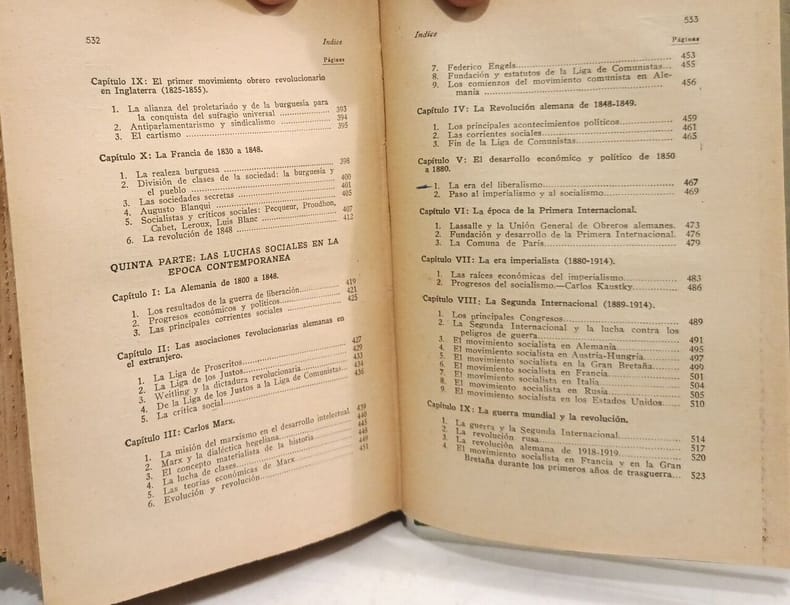 532
Indice
Páginas
Capítulo IX: El primer movimiento obrero revolucionario
en Inglaterra (1825-1855).
1. La alianza del proletariado y de la burguesía para
la conquista del sufragio universal ................ 393
2. Antiparlamentarismo y sindicalismo ................ 394
3. El cartismo ................ 395
Capítulo X: La Francia de 1830 a 1848.
1. La realeza burguesa ................ 398
2. División de clases de la sociedad: la burguesía y
el pueblo ................ 400
3. Las sociedades secretas ................ 401
4. Augusto Blanqui ................ 405
5. Socialistas y críticos sociales: Pecqueur, Proudhon,
Cabet, Leroux, Luis Blanc ................ 407
6. La revolución de 1848 ................ 412
QUINTA PARTE: LAS LUCHAS SOCIALES EN LA
EPOCA CONTEMPORANEA
Capítulo I: La Alemania de 1800 a 1848.
1. Los resultados de la guerra de liberación ................ 419
2. Progresos económicos y políticos ................ 421
3. Las principales corrientes sociales ................ 425
Capítulo II: Las asociaciones revolucionarias alemanas en
el extranjero.
1. La Liga de Proscritos ................ 427
2. La Liga de los Justos ................ 429
3. Weitling y la dictadura revolucionaria ................ 433
4. De la Liga de los Justos a la Liga de Comunistas ... 434
5. La crítica social ................ 436
Capítulo III: Carlos Marx.
1. La misión del marxismo en el desarrollo intelectual. 439
2. Marx y la dialéctica hegeliana ................ 440
3. El concepto materialista de la historia ................ 445
4. La lucha de clases ................ 448
5. Las teorías económicas de Marx ................ 449
6. Evolución y revolución ................ 451
533
Indice
Páginas
7. Federico Engels ................ 453
8. Fundación y estatutos de la Liga de Comunistas... 455
9. Los comienzos del movimiento comunista en Ale-
mania ................ 456
Capítulo IV: La Revolución alemana de 1848-1849.
1. Los principales acontecimientos políticos ................ 459
2. Las corrientes sociales ................ 461
3. Fin de la Liga de Comunistas ................ 465
Capítulo V: El desarrollo económico y político de 1850
a 1880.
1. La era del liberalismo ................ 467
2. Paso al imperialismo y al socialismo ................ 469
Capítulo VI: La época de la Primera Internacional.
1. Lassalle y la Unión General de Obreros alemanes. 473
2. Fundación y desarrollo de la Primera Internacional. 476
3. La Comuna de París ................ 479
Capítulo VII: La era imperialista (1880-1914).
1. Las raíces económicas del imperialismo ................ 483
2. Progresos del socialismo.—Carlos Kaustky ................ 486
Capítulo VIII: La Segunda Internacional (1889-1914).
1. Los principales Congresos ................ 489
2. La Segunda Internacional y la lucha contra los
peligros de guerra ................ 491
3. El movimiento socialista en Alemania ................ 495
4. El movimiento socialista en Austria-Hungría ................ 497
5. El movimiento socialista en la Gran Bretaña ................ 499
6. El movimiento socialista en Francia ................ 501
7. El movimiento socialista en Italia ................ 504
8. El movimiento socialista en Rusia ................ 505
9. El movimiento socialista en los Estados Unidos ................ 510
Capítulo IX: La guerra mundial y la revolución.
1. La guerra y la Segunda Internacional ................ 514
2. La revolución rusa ................ 517
3. La revolución alemana de 1918-1919 ................ 520
4. El movimiento socialista en Francia y en la Gran
Bretaña durante los primeros años de trasguerra... 523